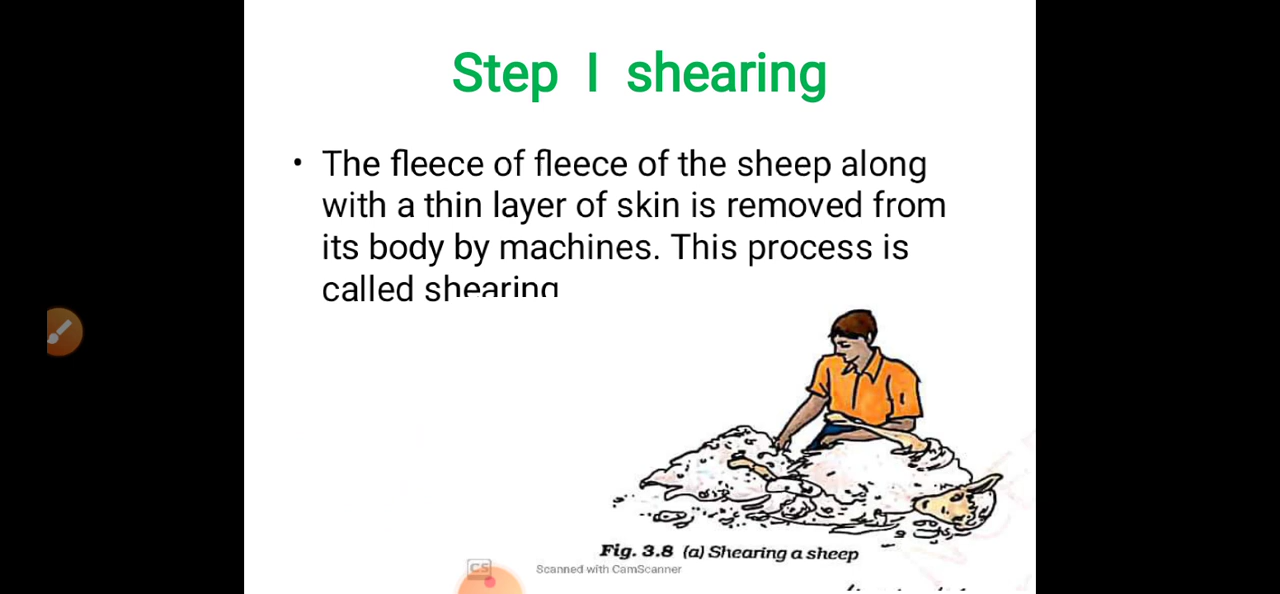 Step I shearing
• The fleece of fleece of the sheep along
with a thin layer of skin is removed from
its body by machines. This process is
called shearing
Fig. 3.8 (a) Shearing a sheep
CS
Scanned with CamScanner